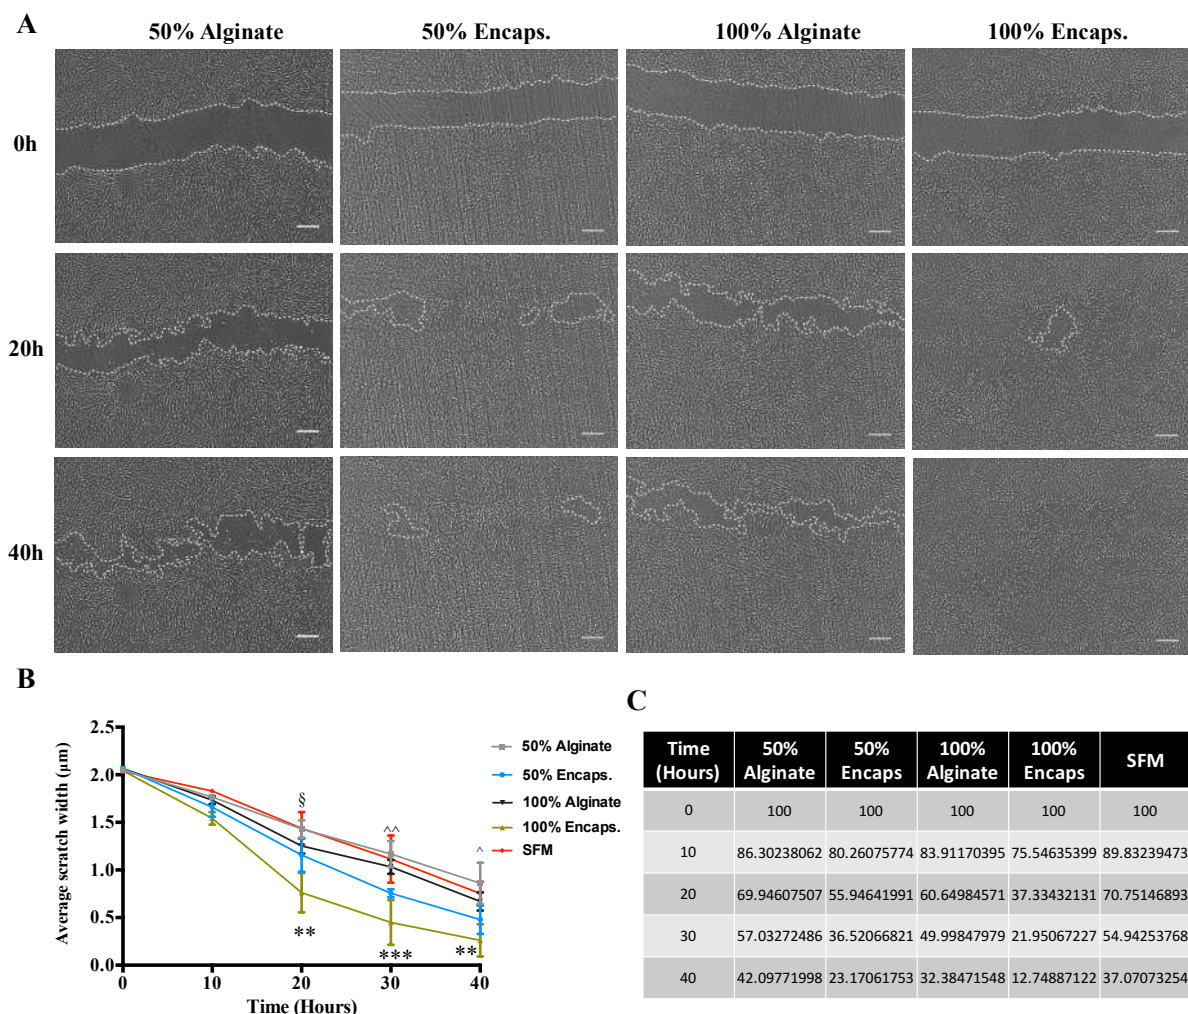 A
50% Alginate 50% Encaps. 100% Alginate 100% Encaps.
0h
20h
40h
B
Average scratch width (µm)
2.5
2.0
1.5
1.0
0.5
0.0
0 10 20 30 40
Time (Hours)
§
^^
^
**
***
**
50% Alginate
50% Encaps.
100% Alginate
100% Encaps.
SFM
C
Time (Hours) 50% Alginate 50% Encaps 100% Alginate 100% Encaps SFM
0 100 100 100 100 100
10 86.30238062 80.26075774 83.91170395 75.54635399 89.83239473
20 69.94607507 55.94641991 60.64984571 37.33432131 70.75146893
30 57.03272486 36.52066821 49.99847979 21.95067227 54.94253768
40 42.09771998 23.17061753 32.38471548 12.74887122 37.07073254